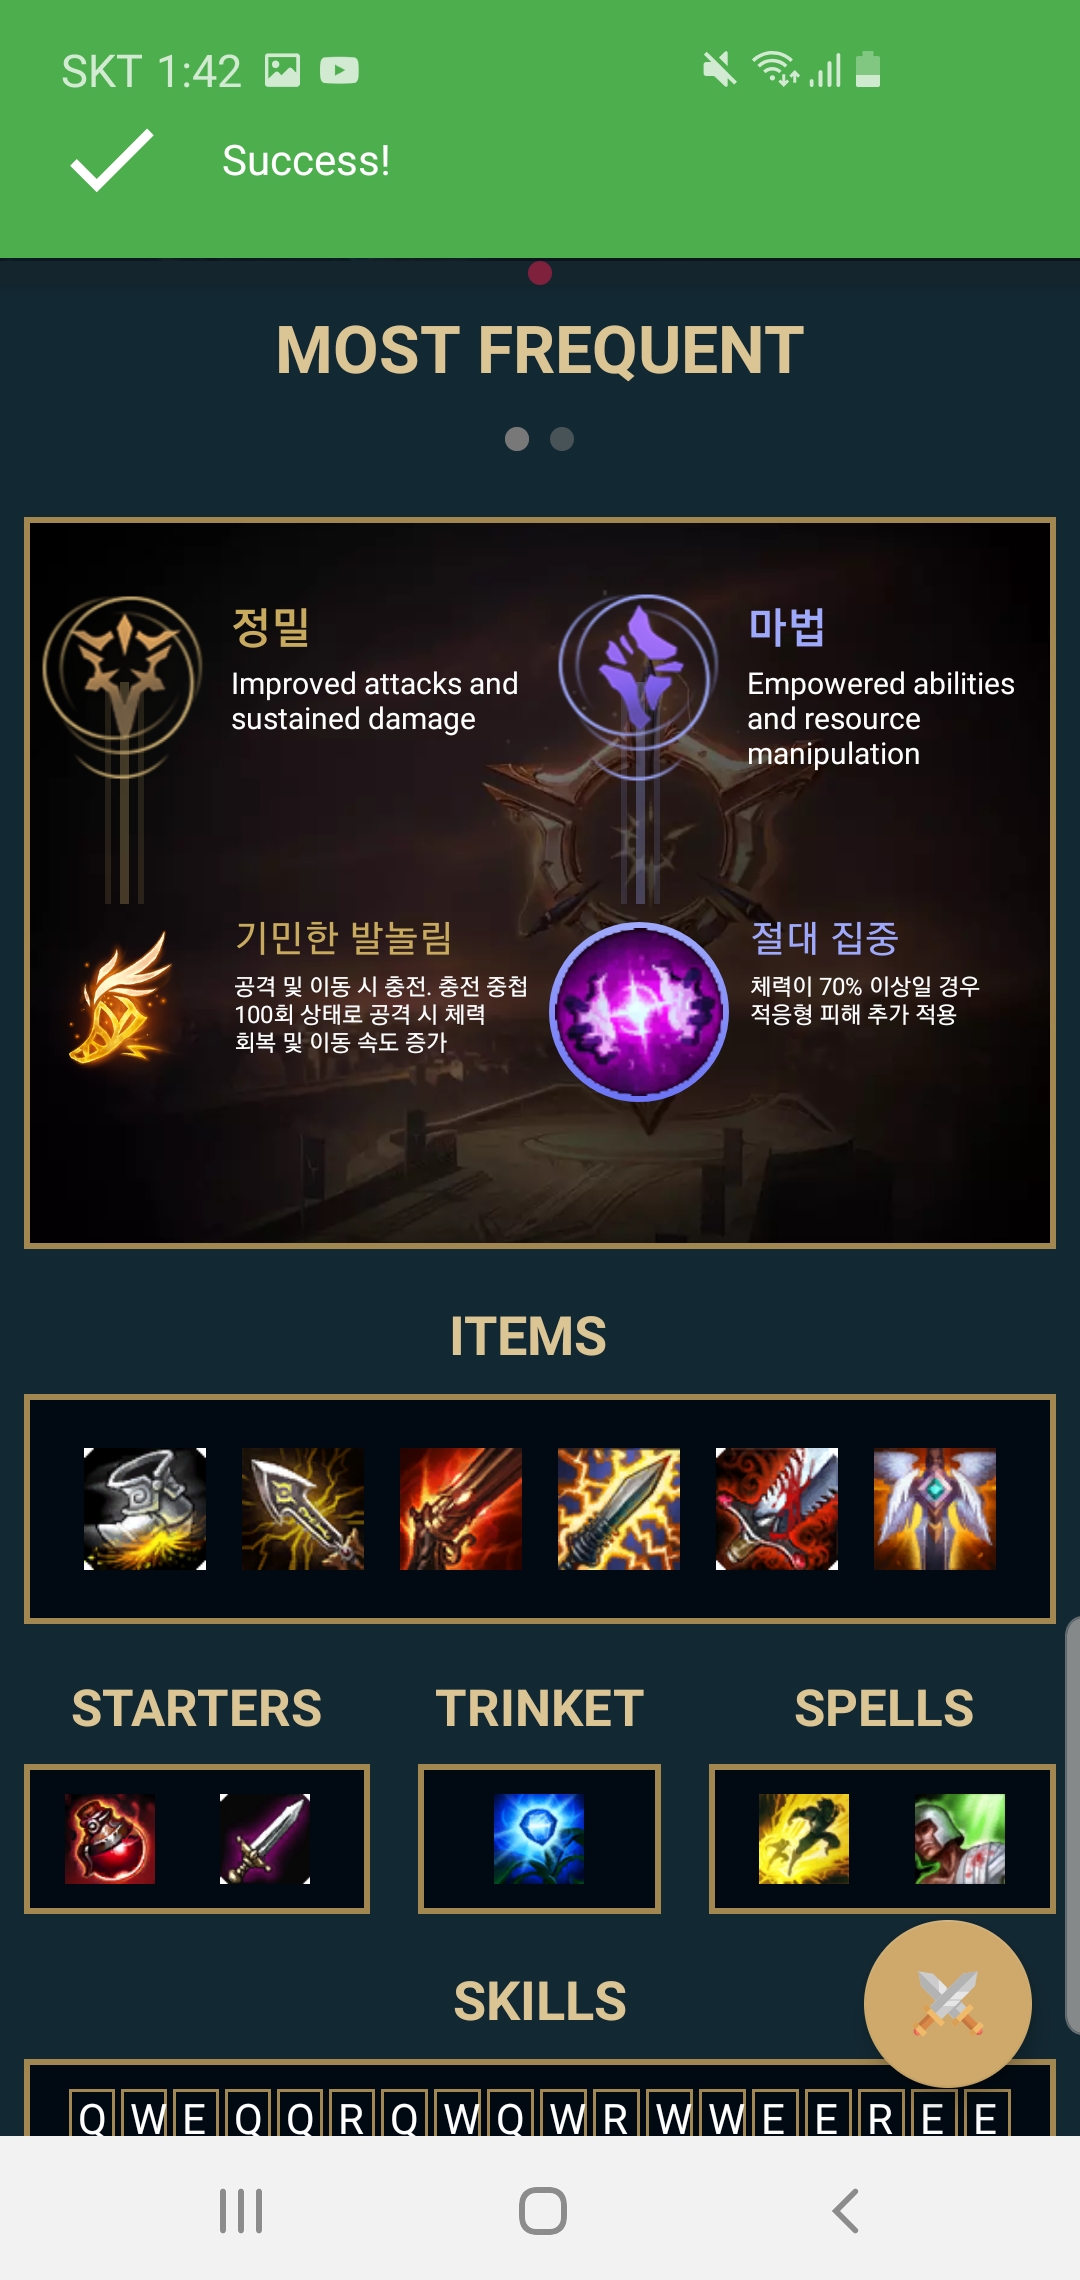 SKT 1:42
Success!
MOST FREQUENT
정밀
Improved attacks and
sustained damage
마법
Empowered abilities
and resource
manipulation
기민한 발놀림
공격 및 이동 시 충전. 충전 중첩
100회 상태로 공격 시 체력
회복 및 이동 속도 증가
절대 집중
체력이 70% 이상일 경우
적응형 피해 추가 적용
ITEMS
STARTERS
TRINKET
SPELLS
SKILLS
Q W E Q Q R Q W Q W R W W E E R E E